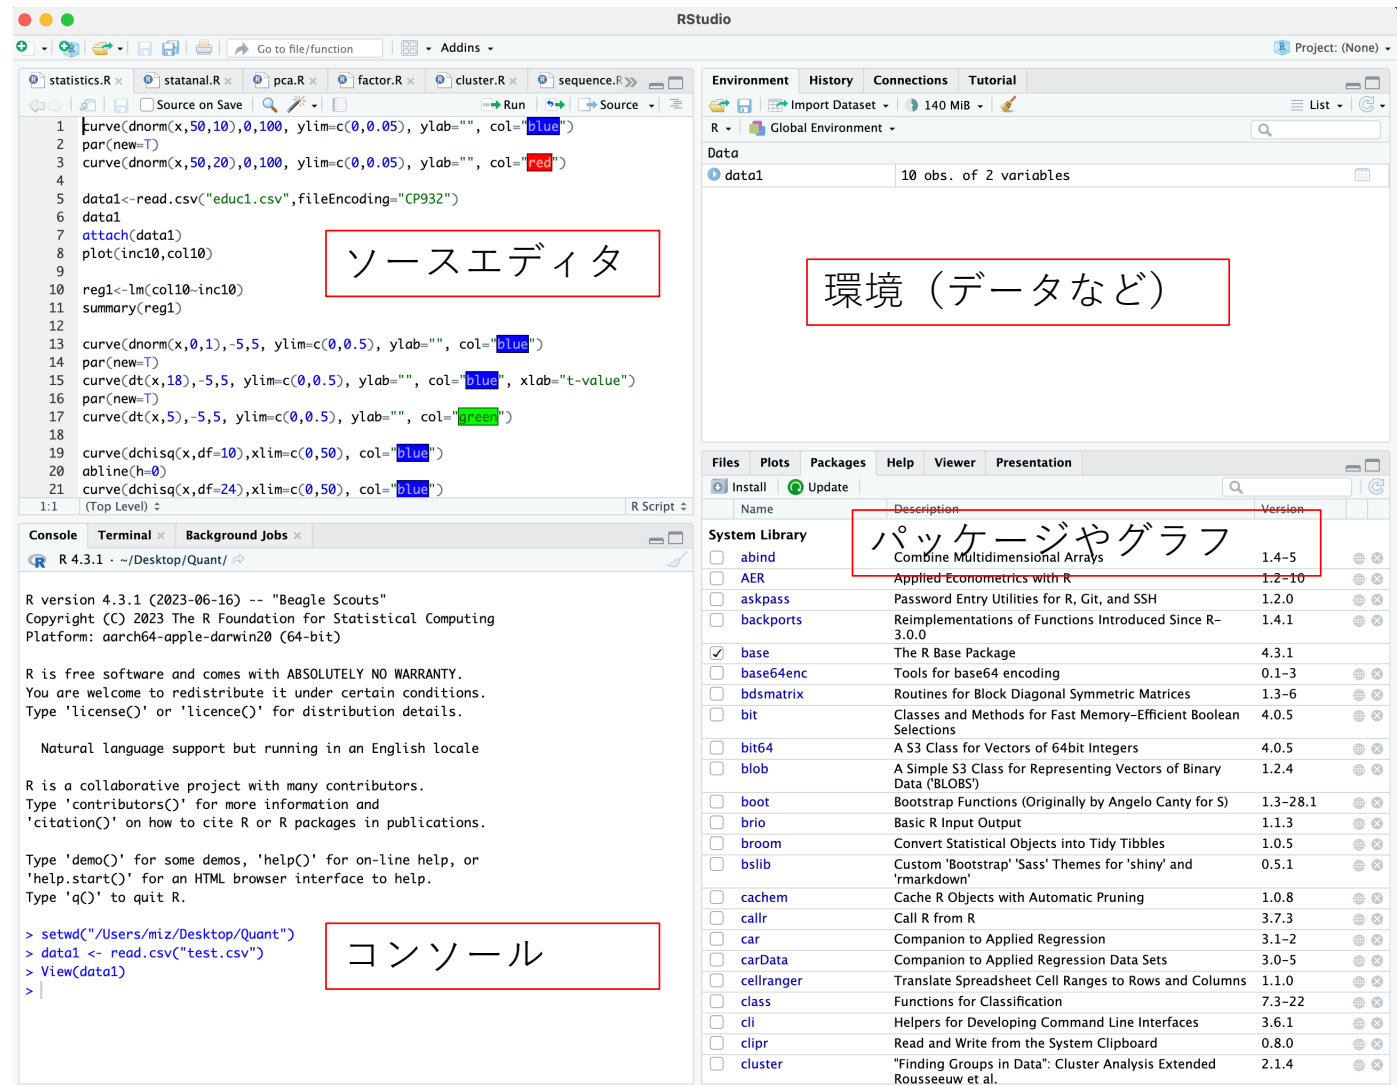 RStudio
Go to file/function
Addins
Project: (None)
statistics.R
statanal.R
pca.R
factor.R
cluster.R
sequence.R
Source on Save
Run
Source
1 curve(dnorm(x,50,10),0,100, ylim=c(0,0.05), ylab="", col="blue")
2 par(new=T)
3 curve(dnorm(x,50,20),0,100, ylim=c(0,0.05), ylab="", col="red")
4
5 data1<-read.csv("educ1.csv",fileEncoding="CP932")
6 data1
7 attach(data1)
8 plot(inc10,col10)
9
10 reg1<-lm(col10~inc10)
11 summary(reg1)
12
13 curve(dnorm(x,0,1),-5,5, ylim=c(0,0.5), ylab="", col="blue")
14 par(new=T)
15 curve(dt(x,18),-5,5, ylim=c(0,0.5), ylab="", col="blue", xlab="t-value")
16 par(new=T)
17 curve(dt(x,5),-5,5, ylim=c(0,0.5), ylab="", col="green")
18
19 curve(dchisq(x,df=10),xlim=c(0,50), col="blue")
20 abline(h=0)
21 curve(dchisq(x,df=24),xlim=c(0,50), col="blue")
ソースエディタ
1:1 (Top Level) R Script
Console
Terminal
Background Jobs
R 4.3.1 · ~/Desktop/Quant/
R version 4.3.1 (2023-06-16) -- "Beagle Scouts"
Copyright (C) 2023 The R Foundation for Statistical Computing
Platform: aarch64-apple-darwin20 (64-bit)
R is free software and comes with ABSOLUTELY NO WARRANTY.
You are welcome to redistribute it under certain conditions.
Type 'license()' or 'licence()' for distribution details.
Natural language support but running in an English locale
R is a collaborative project with many contributors.
Type 'contributors()' for more information and
'citation()' on how to cite R or R packages in publications.
Type 'demo()' for some demos, 'help()' for on-line help, or
'help.start()' for an HTML browser interface to help.
Type 'q()' to quit R.
> setwd("/Users/miz/Desktop/Quant")
> data1 <- read.csv("test.csv")
> View(data1)
>
コンソール
Environment
History
Connections
Tutorial
Import Dataset
140 MiB
List
R
Global Environment
Data
data1 10 obs. of 2 variables
環境（データなど）
Files
Plots
Packages
Help
Viewer
Presentation
Install
Update
Name Description Version
System Library
パッケージやグラフ
abind Combine Multidimensional Arrays 1.4-5
AER Applied Econometrics with R 1.2-10
askpass Password Entry Utilities for R, Git, and SSH 1.2.0
backports Reimplementations of Functions Introduced Since R- 1.4.1
3.0.0
base The R Base Package 4.3.1
base64enc Tools for base64 encoding 0.1-3
bdsmatrix Routines for Block Diagonal Symmetric Matrices 1.3-6
bit Classes and Methods for Fast Memory-Efficient Boolean 4.0.5
Selections
bit64 A S3 Class for Vectors of 64bit Integers 4.0.5
blob A Simple S3 Class for Representing Vectors of Binary 1.2.4
Data ('BLOBS')
boot Bootstrap Functions (Originally by Angelo Canty for S) 1.3-28.1
brio Basic R Input Output 1.1.3
broom Convert Statistical Objects into Tidy Tibbles 1.0.5
bslib Custom 'Bootstrap' 'Sass' Themes for 'shiny' and 0.5.1
'rmarkdown'
cachem Cache R Objects with Automatic Pruning 1.0.8
callr Call R from R 3.7.3
car Companion to Applied Regression 3.1-2
carData Companion to Applied Regression Data Sets 3.0-5
cellranger Translate Spreadsheet Cell Ranges to Rows and Columns 1.1.0
class Functions for Classification 7.3-22
cli Helpers for Developing Command Line Interfaces 3.6.1
clipr Read and Write from the System Clipboard 0.8.0
cluster "Finding Groups in Data": Cluster Analysis Extended 2.1.4
Rousseeuw et al.